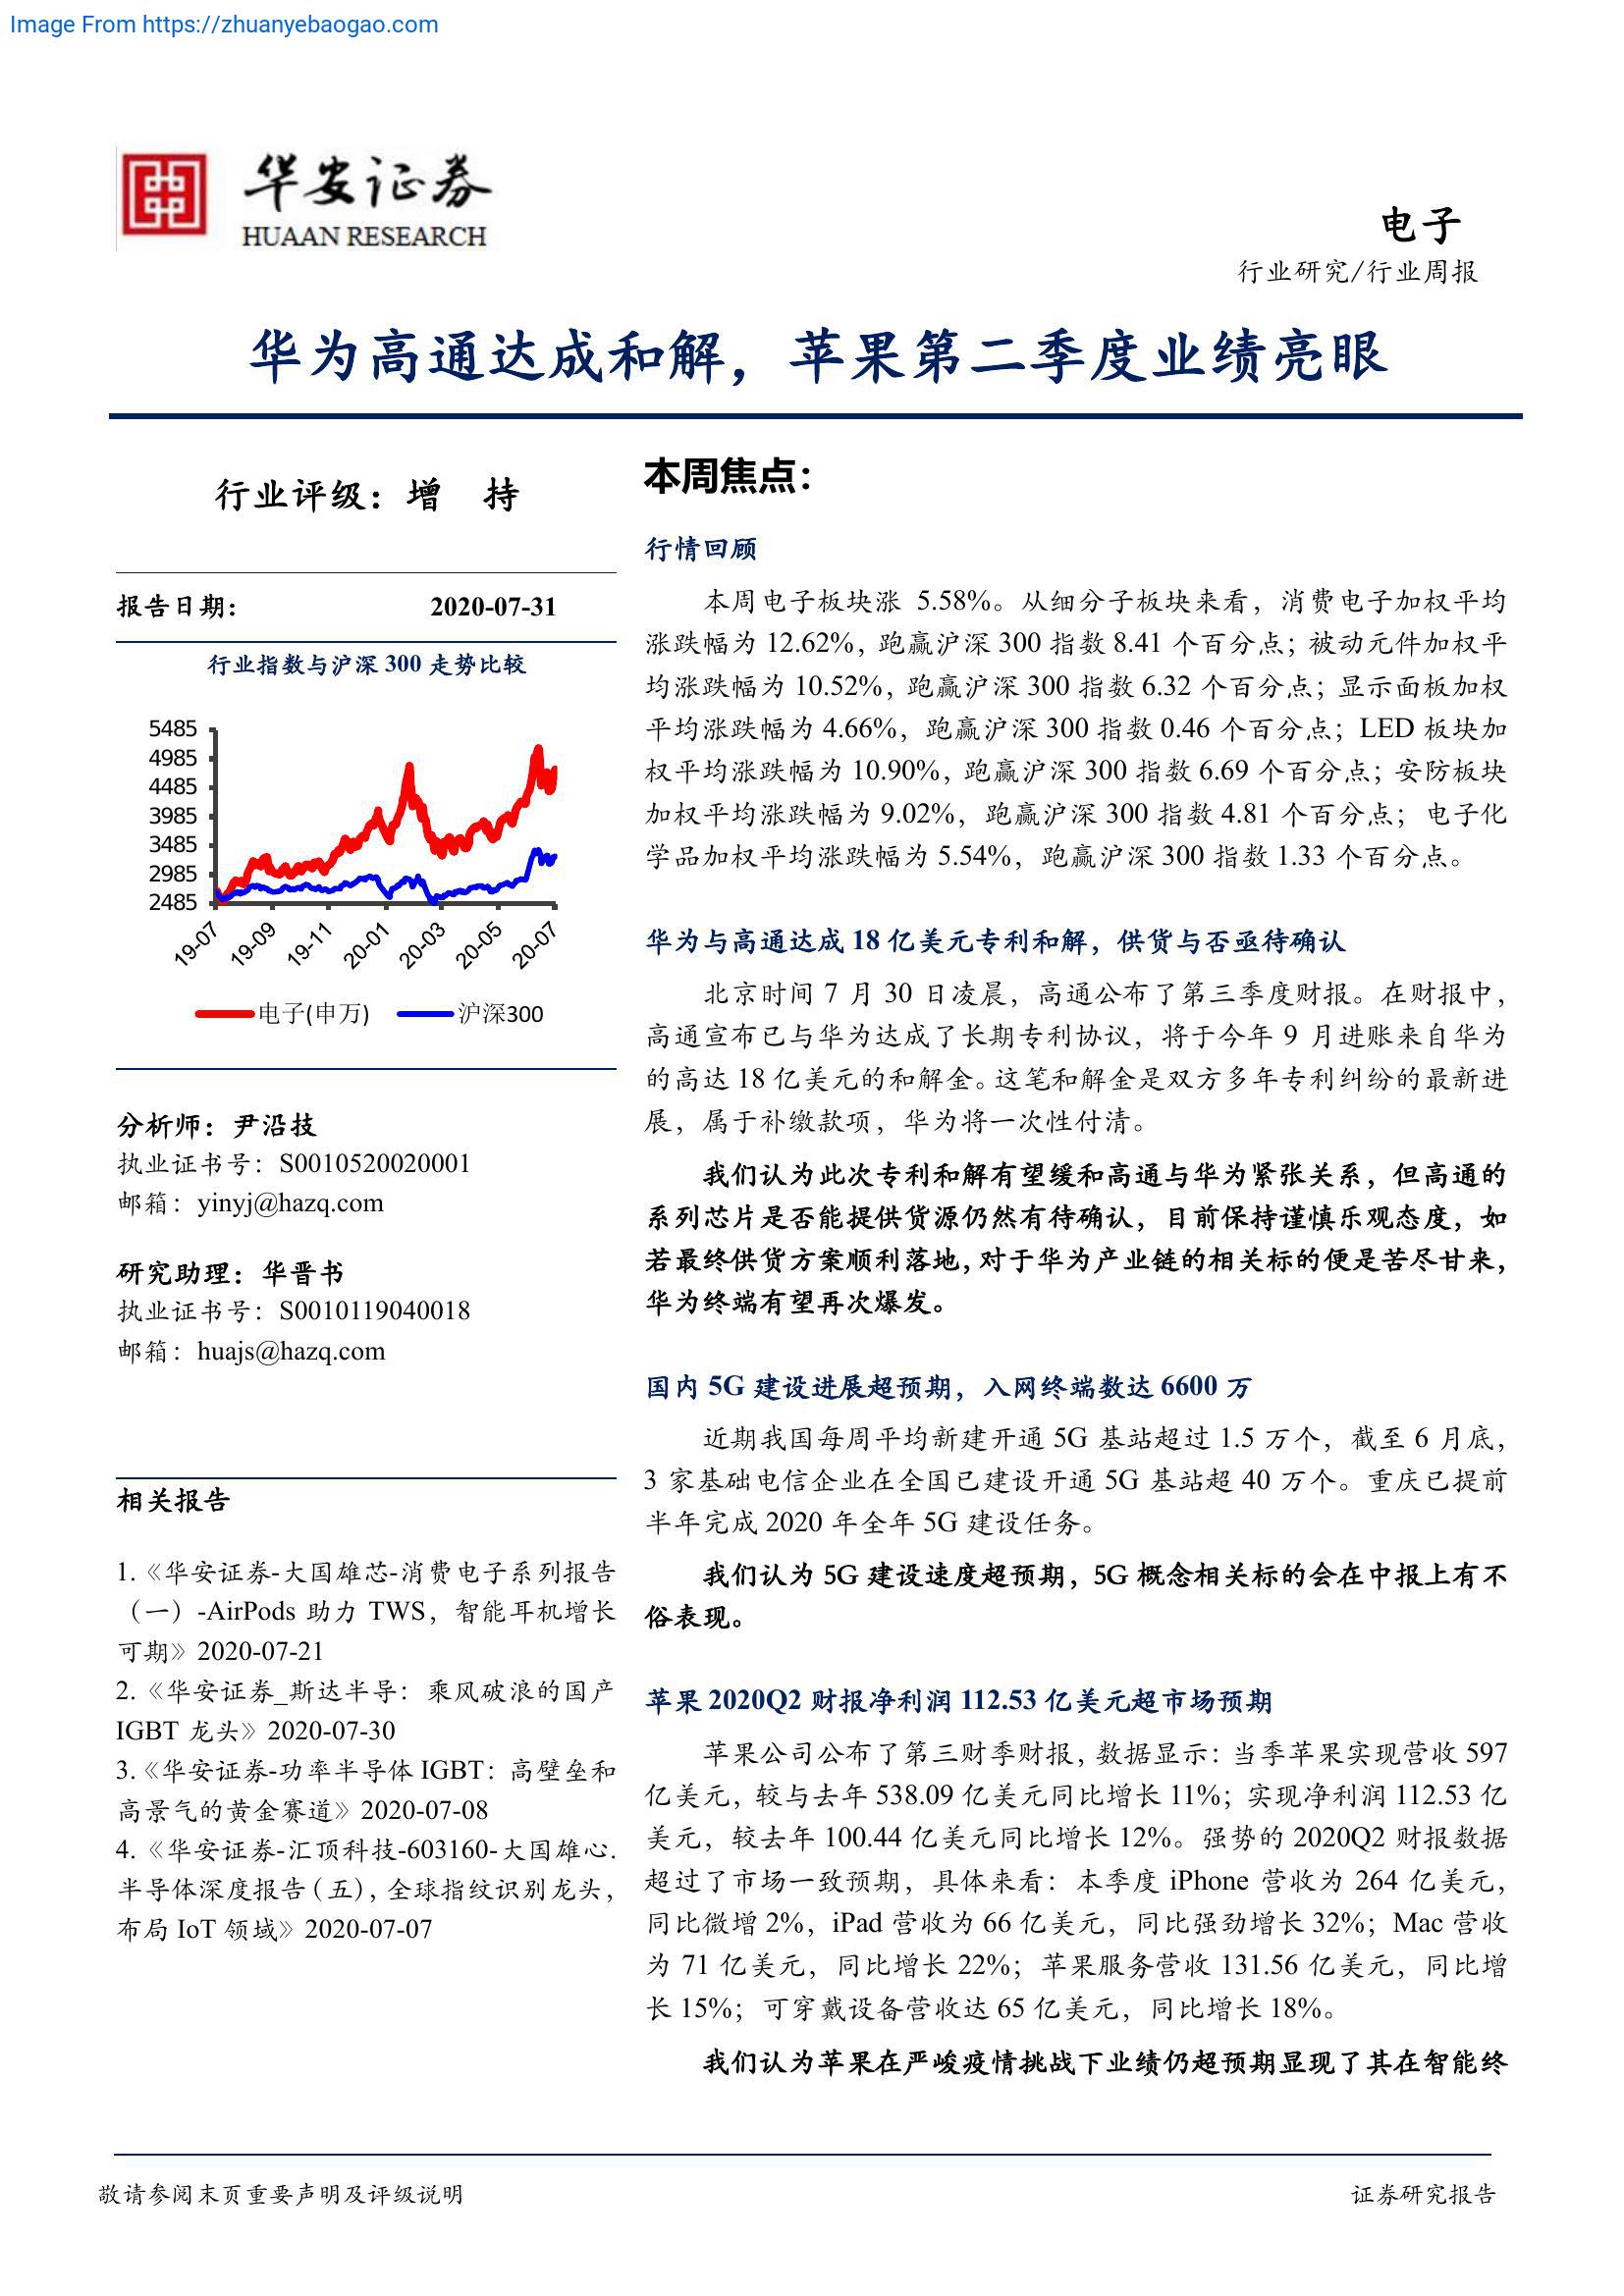 Image From https://zhuanyebaogao.com
华安证券
HUAAN RESEARCH
电子
行业研究/行业周报
华为高通达成和解，苹果第二季度业绩亮眼
行业评级：增 持
报告日期： 2020-07-31
行业指数与沪深 300 走势比较
5485
4985
4485
3985
3485
2985
2485
19-07 19-09 19-11 20-01 20-03 20-05 20-07
电子(申万) 沪深300
分析师：尹沿技
执业证书号：S0010520020001
邮箱：yinyj@hazq.com
研究助理：华晋书
执业证书号：S0010119040018
邮箱：huajs@hazq.com
相关报告
1.《华安证券-大国雄芯-消费电子系列报告
（一）-AirPods 助力 TWS，智能耳机增长
可期》2020-07-21
2.《华安证券_斯达半导：乘风破浪的国产
IGBT 龙头》2020-07-30
3.《华安证券-功率半导体 IGBT：高壁垒和
高景气的黄金赛道》2020-07-08
4.《华安证券-汇顶科技-603160-大国雄心.
半导体深度报告（五），全球指纹识别龙头，
布局 IoT 领域》2020-07-07
本周焦点：
行情回顾
本周电子板块涨 5.58%。从细分子板块来看，消费电子加权平均
涨跌幅为 12.62%，跑赢沪深 300 指数 8.41 个百分点；被动元件加权平
均涨跌幅为 10.52%，跑赢沪深 300 指数 6.32 个百分点；显示面板加权
平均涨跌幅为 4.66%，跑赢沪深 300 指数 0.46 个百分点；LED 板块加
权平均涨跌幅为 10.90%，跑赢沪深 300 指数 6.69 个百分点；安防板块
加权平均涨跌幅为 9.02%，跑赢沪深 300 指数 4.81 个百分点；电子化
学品加权平均涨跌幅为 5.54%，跑赢沪深 300 指数 1.33 个百分点。
华为与高通达成 18 亿美元专利和解，供货与否亟待确认
北京时间 7 月 30 日凌晨，高通公布了第三季度财报。在财报中，
高通宣布已与华为达成了长期专利协议，将于今年 9 月进账来自华为
的高达 18 亿美元的和解金。这笔和解金是双方多年专利纠纷的最新进
展，属于补缴款项，华为将一次性付清。
我们认为此次专利和解有望缓和高通与华为紧张关系，但高通的
系列芯片是否能提供货源仍然有待确认，目前保持谨慎乐观态度，如
若最终供货方案顺利落地，对于华为产业链的相关标的便是苦尽甘来，
华为终端有望再次爆发。
国内 5G 建设进展超预期，入网终端数达 6600 万
近期我国每周平均新建开通 5G 基站超过 1.5 万个，截至 6 月底，
3 家基础电信企业在全国已建设开通 5G 基站超 40 万个。重庆已提前
半年完成 2020 年全年 5G 建设任务。
我们认为 5G 建设速度超预期，5G 概念相关标的会在中报上有不
俗表现。
苹果 2020Q2 财报净利润 112.53 亿美元超市场预期
苹果公司公布了第三财季财报，数据显示：当季苹果实现营收 597
亿美元，较与去年 538.09 亿美元同比增长 11%；实现净利润 112.53 亿
美元，较去年 100.44 亿美元同比增长 12%。强势的 2020Q2 财报数据
超过了市场一致预期，具体来看：本季度 iPhone 营收为 264 亿美元，
同比微增 2%，iPad 营收为 66 亿美元，同比强劲增长 32%；Mac 营收
为 71 亿美元，同比增长 22%；苹果服务营收 131.56 亿美元，同比增
长 15%；可穿戴设备营收达 65 亿美元，同比增长 18%。
我们认为苹果在严峻疫情挑战下业绩仍超预期显现了其在智能终
敬请参阅末页重要声明及评级说明
证券研究报告